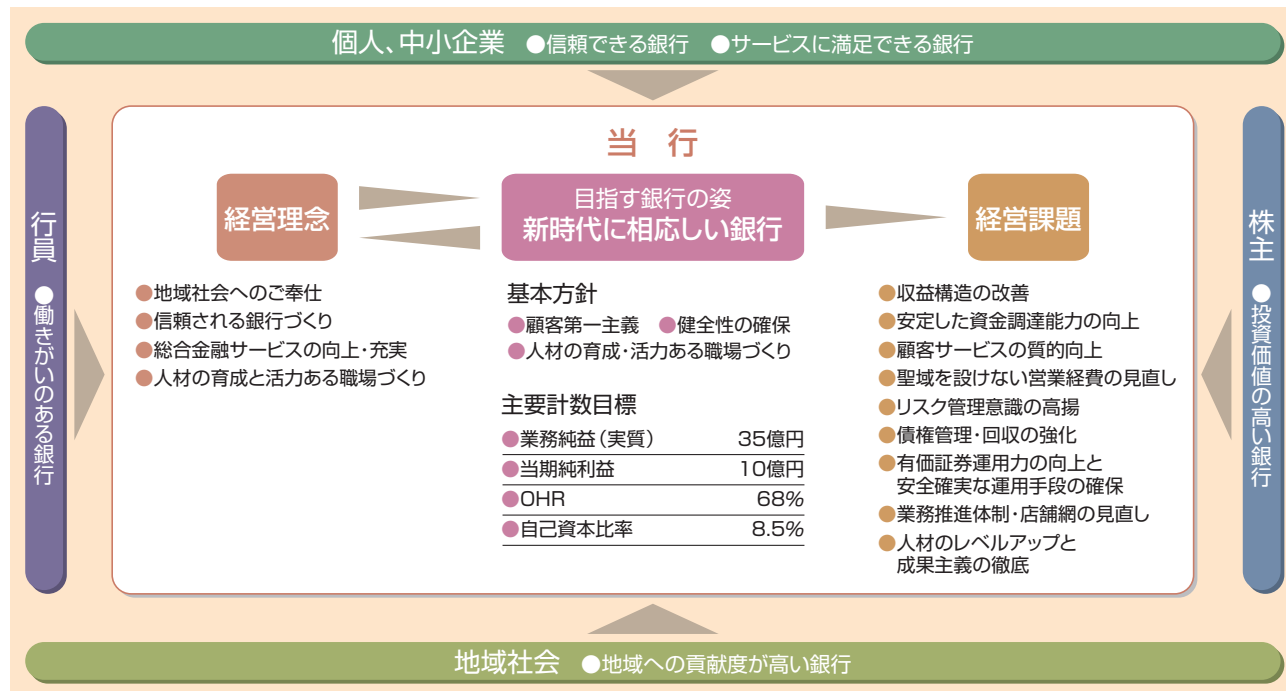 個人、中小企業 ●信頼できる銀行 ●サービスに満足できる銀行
行員 ●働きがいのある銀行
当 行
経営理念
●地域社会へのご奉仕
●信頼される銀行づくり
●総合金融サービスの向上・充実
●人材の育成と活力ある職場づくり
目指す銀行の姿
新時代に相応しい銀行
基本方針
●顧客第一主義 ●健全性の確保
●人材の育成・活力ある職場づくり
主要計数目標
●業務純益（実質） 35億円
●当期純利益 10億円
●OHR 68%
●自己資本比率 8.5%
経営課題
●収益構造の改善
●安定した資金調達能力の向上
●顧客サービスの質的向上
●聖域を設けない営業経費の見直し
●リスク管理意識の高揚
●債権管理・回収の強化
●有価証券運用力の向上と
安全確実な運用手段の確保
●業務推進体制・店舗網の見直し
●人材のレベルアップと
成果主義の徹底
株主 ●投資価値の高い銀行
地域社会 ●地域への貢献度が高い銀行